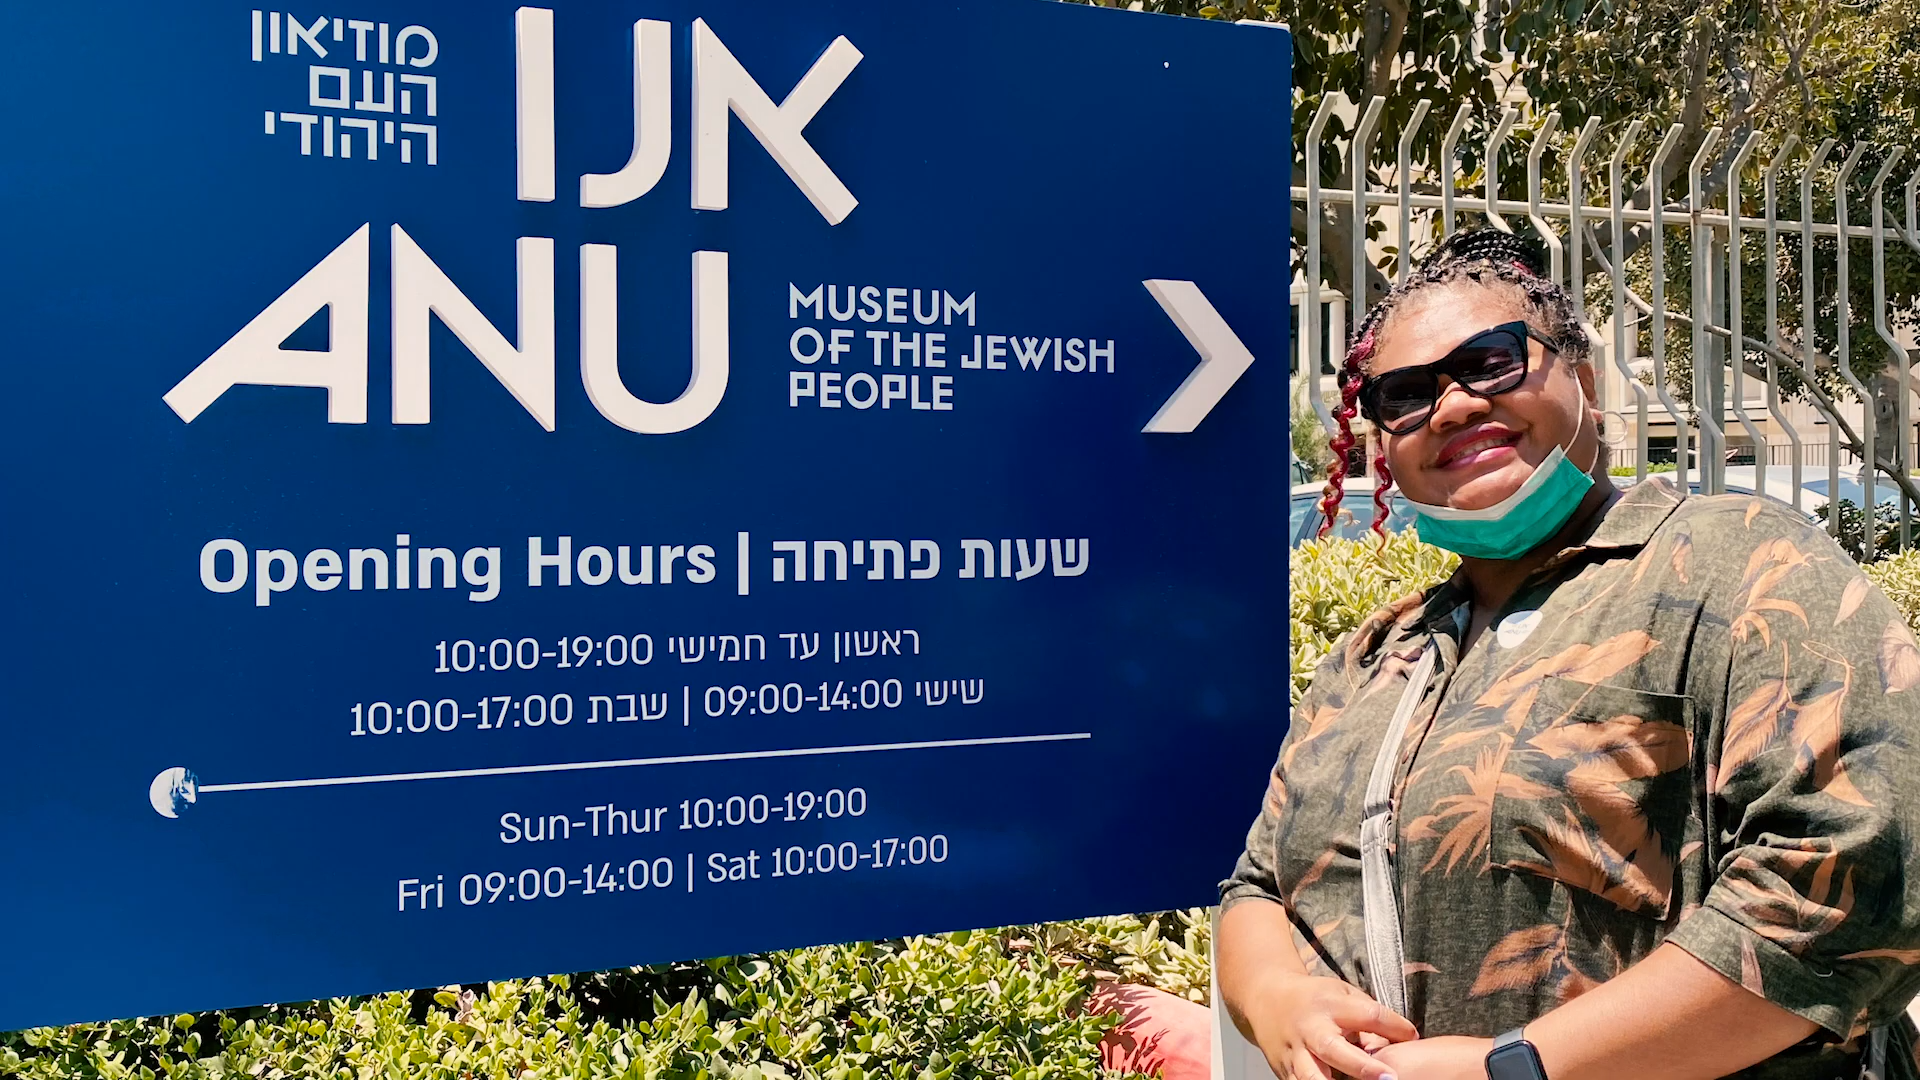 מוזיאון
העם
היהודי
אנו
ANU
MUSEUM
OF THE JEWISH
PEOPLE
Opening Hours | שעות פתיחה
ראשון עד חמישי 10:00-19:00
שישי 09:00-14:00 | שבת 10:00-17:00
Sun-Thur 10:00-19:00
Fri 09:00-14:00 | Sat 10:00-17:00